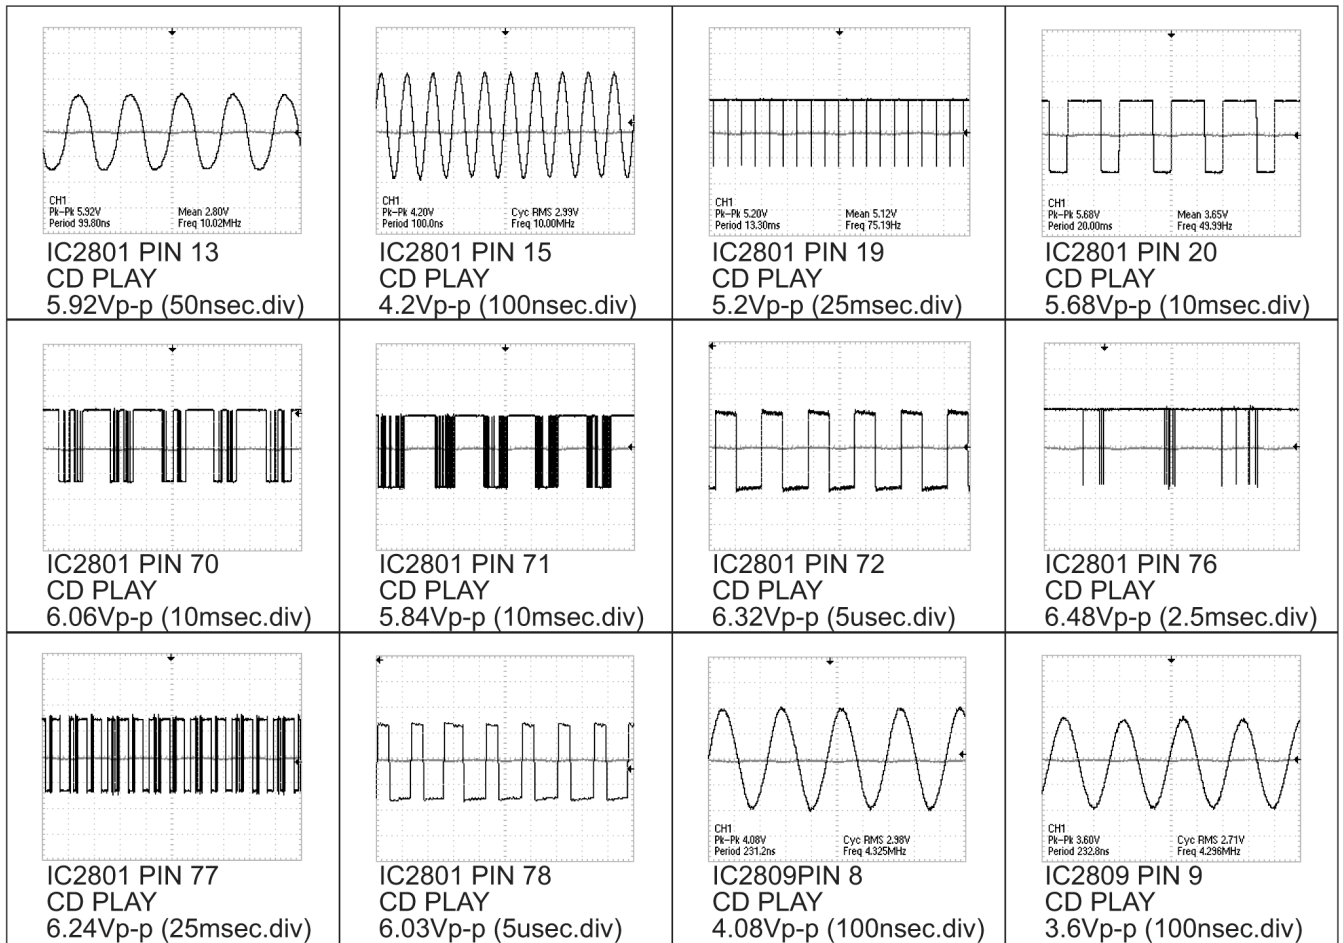 CH1
Pk-Pk 5.92V Mean 2.80V
Period 99.80ns Freq 10.02MHz
IC2801 PIN 13
CD PLAY
5.92Vp-p (50nsec.div)
CH1
Pk-Pk 4.20V Cyc RMS 2.99V
Period 100.0ns Freq 10.00MHz
IC2801 PIN 15
CD PLAY
4.2Vp-p (100nsec.div)
CH1
Pk-Pk 5.20V Mean 5.12V
Period 13.30ms Freq 75.19Hz
IC2801 PIN 19
CD PLAY
5.2Vp-p (25msec.div)
CH1
Pk-Pk 5.68V Mean 3.65V
Period 20.00ms Freq 49.99Hz
IC2801 PIN 20
CD PLAY
5.68Vp-p (10msec.div)
IC2801 PIN 70
CD PLAY
6.06Vp-p (10msec.div)
IC2801 PIN 71
CD PLAY
5.84Vp-p (10msec.div)
IC2801 PIN 72
CD PLAY
6.32Vp-p (5usec.div)
IC2801 PIN 76
CD PLAY
6.48Vp-p (2.5msec.div)
IC2801 PIN 77
CD PLAY
6.24Vp-p (25msec.div)
IC2801 PIN 78
CD PLAY
6.03Vp-p (5usec.div)
CH1
Pk-Pk 4.08V Cyc RMS 2.98V
Period 231.2ns Freq 4.325MHz
IC2809PIN 8
CD PLAY
4.08Vp-p (100nsec.div)
CH1
Pk-Pk 3.60V Cyc RMS 2.71V
Period 232.8ns Freq 4.296MHz
IC2809 PIN 9
CD PLAY
3.6Vp-p (100nsec.div)